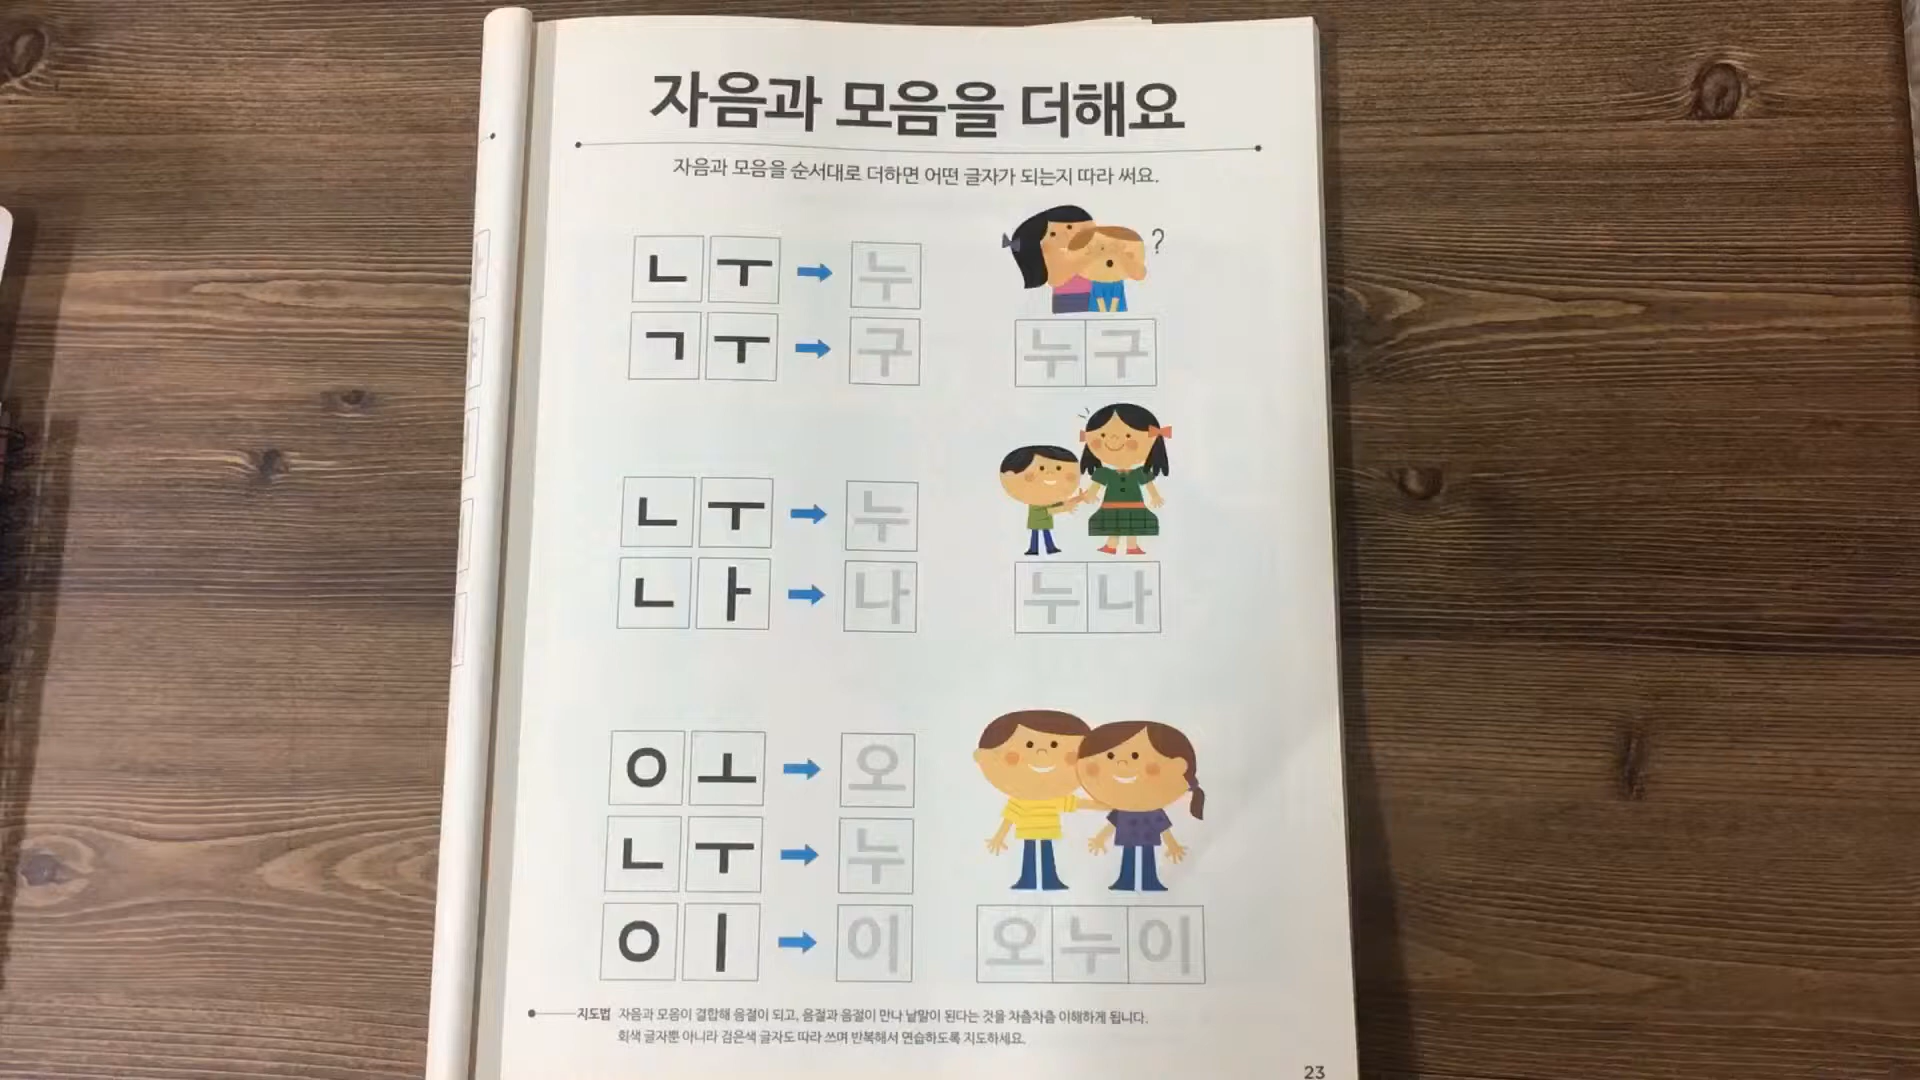 자음과 모음을 더해요
자음과 모음을 순서대로 더하면 어떤 글자가 되는지 따라 써요.
ㄴ ㅜ 누
?
ㄱ ㅜ 구
누구
ㄴ ㅜ 누
ㄴ ㅏ 나
누나
ㅇ ㅗ 오
ㄴ ㅜ 누
ㅇ ㅣ 이
오누이
지도법 자음과 모음이 결합해 음절이 되고, 음절과 음절이 만나 낱말이 된다는 것을 차츰차츰 이해하게 됩니다.
회색 글자뿐 아니라 검은색 글자도 따라 쓰며 반복해서 연습하도록 지도하세요.
23